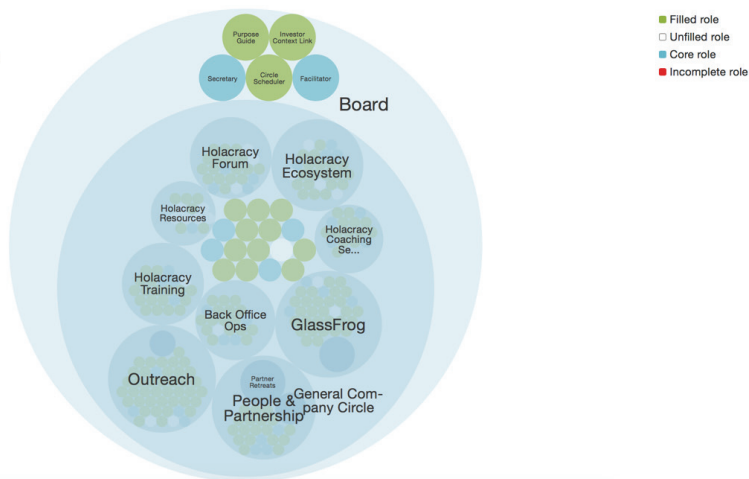 Filled role
Unfilled role
Core role
Incomplete role
Purpose
Guide
Investor
Context Link
Secretary
Circle
Scheduler
Facilitator
Board
Holacracy
Forum
Holacracy
Ecosystem
Holacracy
Resources
Holacracy
Coaching
Se...
Holacracy
Training
Back Office
Ops
GlassFrog
Outreach
Partner
Retreats
People &
Partnership
General Com-
pany Circle